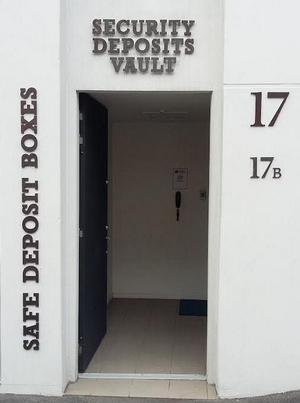 SECURITY
DEPOSITS
VAULT
SAFE DEPOSIT BOXES
17
17B